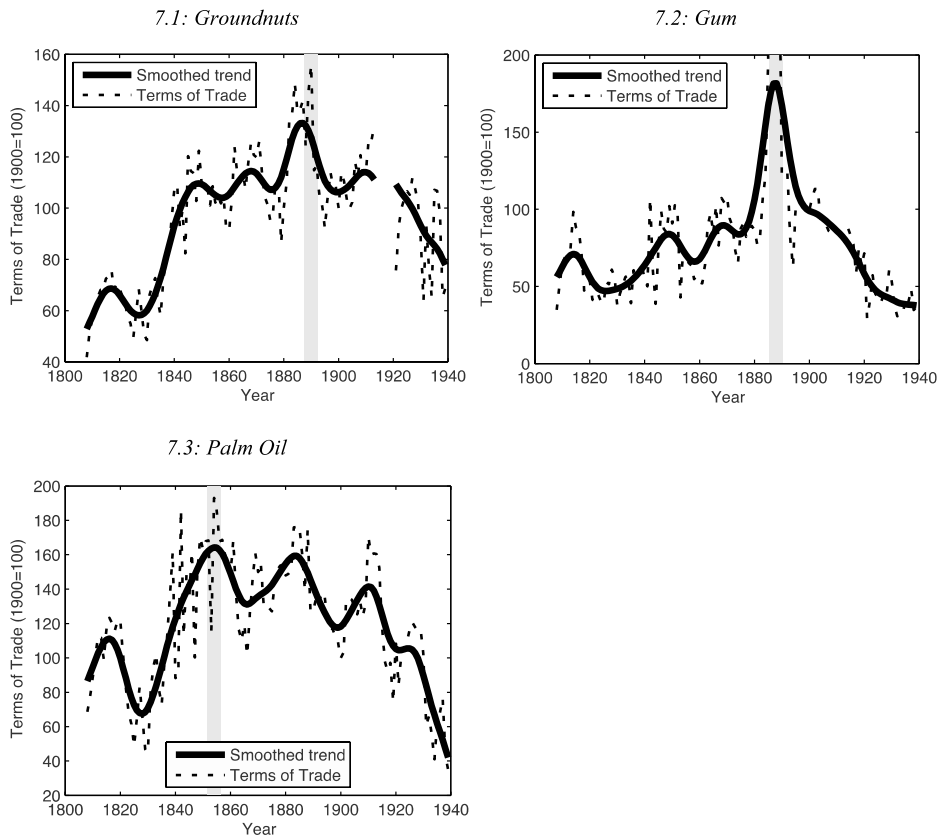 7.1: Groundnuts
Terms of Trade (1900=100)
160
140
120
100
80
60
40
Smoothed trend
Terms of Trade
1800 1820 1840 1860 1880 1900 1920 1940
Year
7.2: Gum
Terms of Trade (1900=100)
200
150
100
50
0
Smoothed trend
Terms of Trade
1800 1820 1840 1860 1880 1900 1920 1940
Year
7.3: Palm Oil
Terms of Trade (1900=100)
200
180
160
140
120
100
80
60
40
20
Smoothed trend
Terms of Trade
1800 1820 1840 1860 1880 1900 1920 1940
Year